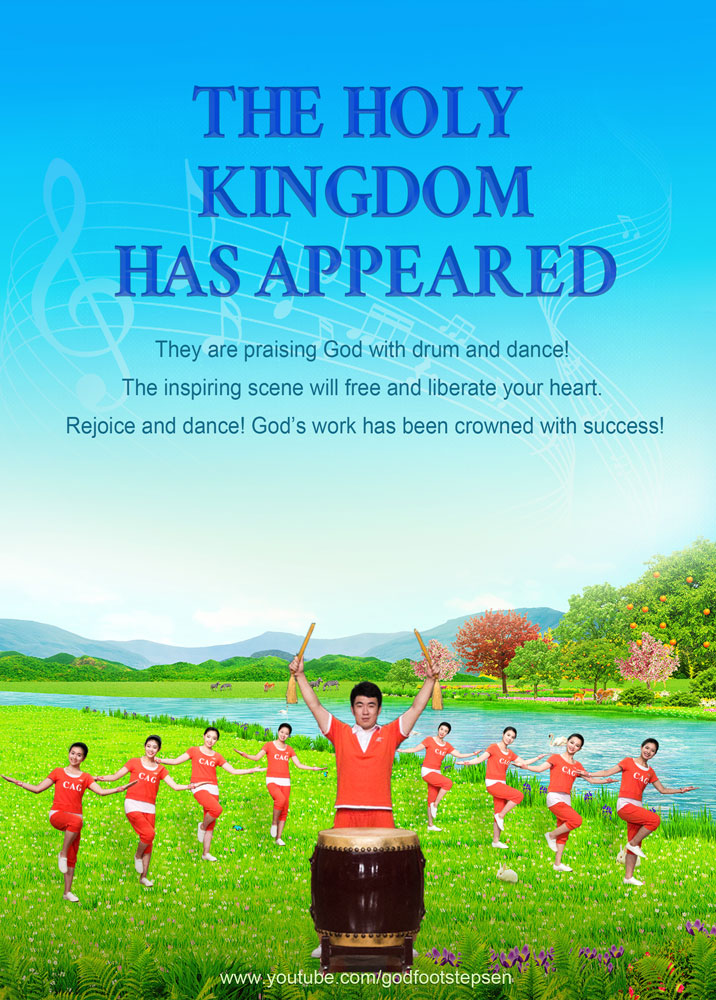 THE HOLY
KINGDOM
HAS APPEARED
They are praising God with drum and dance!
The inspiring scene will free and liberate your heart.
Rejoice and dance! God's work has been crowned with success!
CAG
CAG
CAG
CAG
CAG
CAG
CAG
CAG
www.youtube.com/godfootstepsen